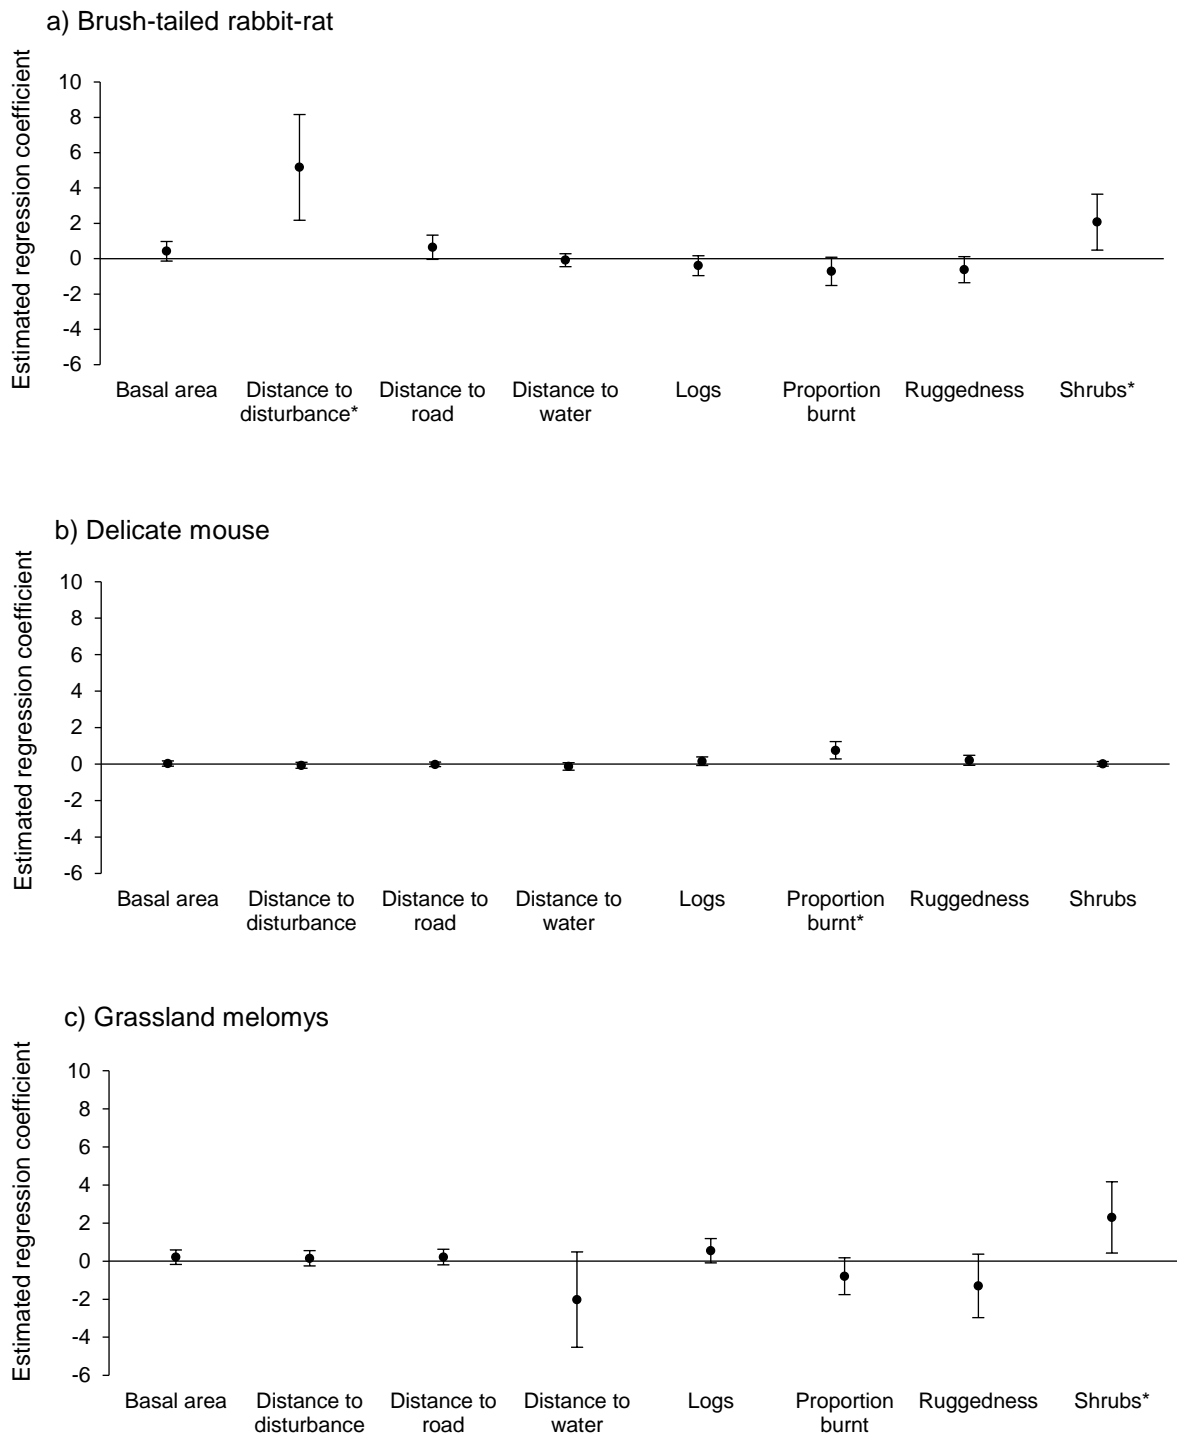 a) Brush-tailed rabbit-rat
Estimated regression coefficient
10
8
6
4
2
0
-2
-4
-6
Basal area
Distance to
disturbance*
Distance to
road
Distance to
water
Logs
Proportion
burnt
Ruggedness
Shrubs*
b) Delicate mouse
Estimated regression coefficient
10
8
6
4
2
0
-2
-4
-6
Basal area
Distance to
disturbance
Distance to
road
Distance to
water
Logs
Proportion
burnt*
Ruggedness
Shrubs
c) Grassland melomys
Estimated regression coefficient
10
8
6
4
2
0
-2
-4
-6
Basal area
Distance to
disturbance
Distance to
road
Distance to
water
Logs
Proportion
burnt
Ruggedness
Shrubs*